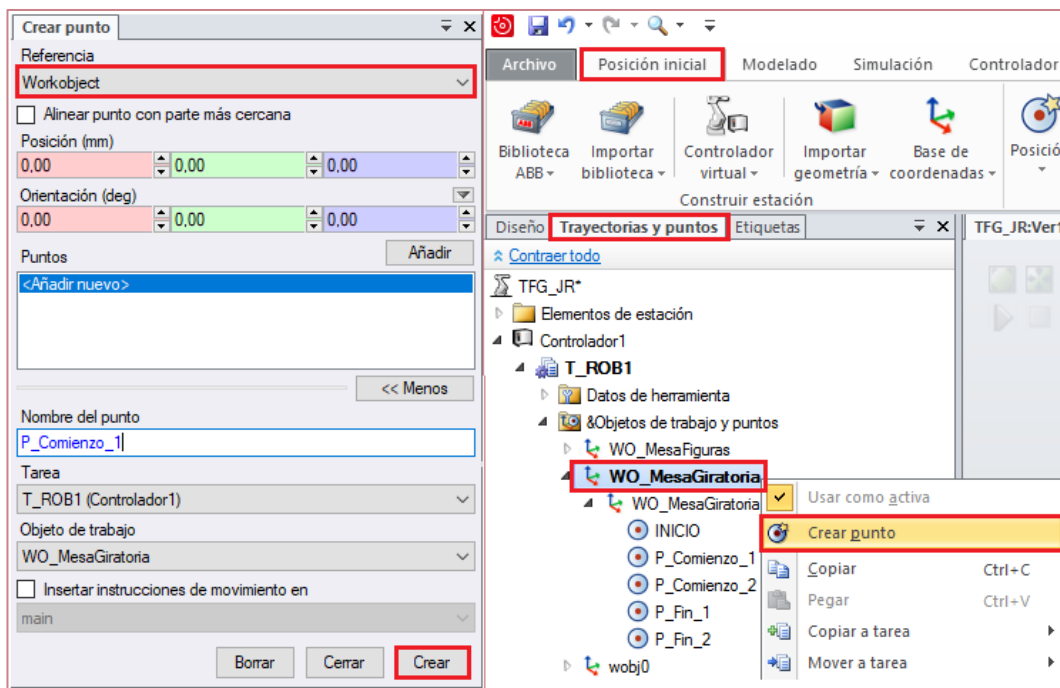 Crear punto
Referencia
Workobject
Alinear punto con parte más cercana
Posición (mm)
0,00 0,00 0,00
Orientación (deg)
0,00 0,00 0,00
Puntos
Añadir
<Añadir nuevo>
<< Menos
Nombre del punto
P_Comienzo_1
Tarea
T_ROB1 (Controlador1)
Objeto de trabajo
WO_MesaGiratoria
Insertar instrucciones de movimiento en
main
Borrar Cerrar Crear
Archivo Posición inicial Modelado Simulación Controlador
Biblioteca ABB
Importar biblioteca
Controlador virtual
Importar geometría
Base de coordenadas
Posició
Construir estación
Diseño Trayectorias y puntos Etiquetas
TFG_JR:Ver
Contraer todo
TFG_JR*
Elementos de estación
Controlador1
T_ROB1
Datos de herramienta
&Objetos de trabajo y puntos
WO_MesaFiguras
WO_MesaGiratoria
WO_MesaGiratoria
INICIO
P_Comienzo_1
P_Comienzo_2
P_Fin_1
P_Fin_2
wobj0
Usar como activa
Crear punto
Copiar Ctrl+C
Pegar Ctrl+V
Copiar a tarea
Mover a tarea